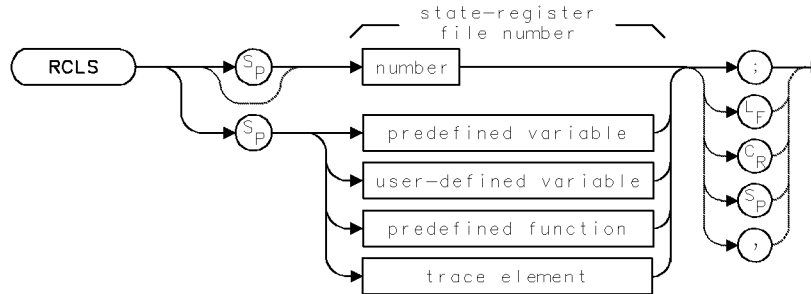 state-register
file number
RCLS
SP
number
;
LF
SP
predefined variable
CR
user-defined variable
SP
predefined function
,
trace element